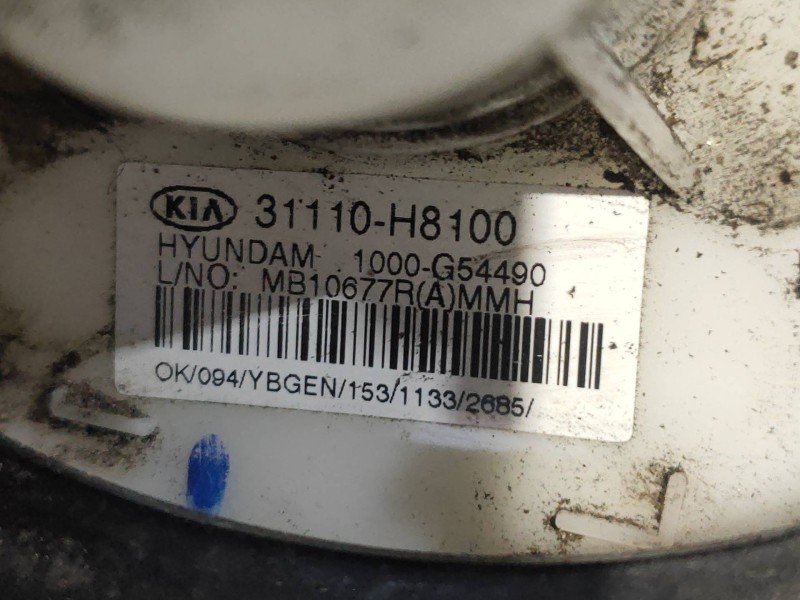 KIA 31110-H8100
HYUNDAM 1000-G54490
L/NO: MB10677R(A)MMH
OK/094/YBGEN/153/1133/2685/